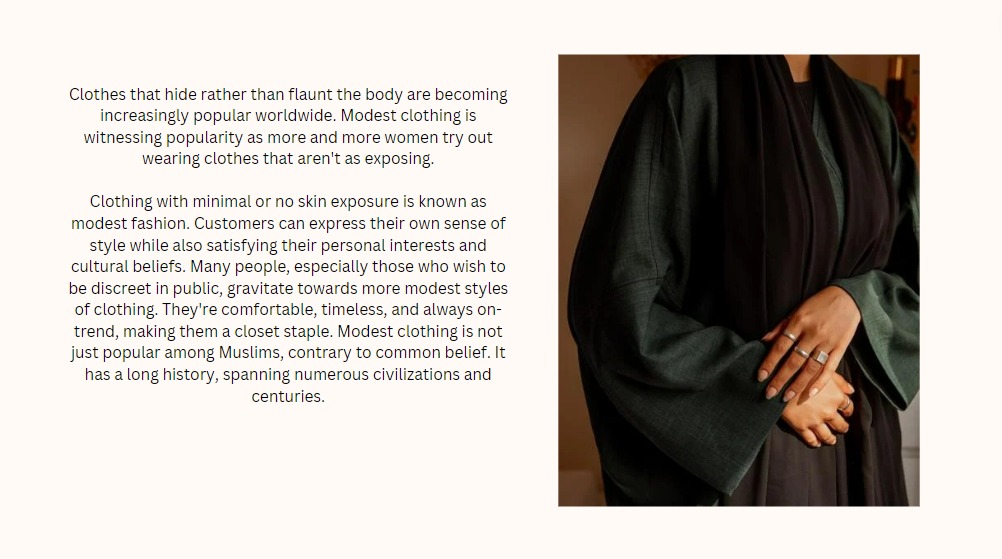 Clothes that hide rather than flaunt the body are becoming
increasingly popular worldwide. Modest clothing is
witnessing popularity as more and more women try out
wearing clothes that aren't as exposing.
Clothing with minimal or no skin exposure is known as
modest fashion. Customers can express their own sense of
style while also satisfying their personal interests and
cultural beliefs. Many people, especially those who wish to
be discreet in public, gravitate towards more modest styles
of clothing. They're comfortable, timeless, and always on-
trend, making them a closet staple. Modest clothing is not
just popular among Muslims, contrary to common belief. It
has a long history, spanning numerous civilizations and
centuries.